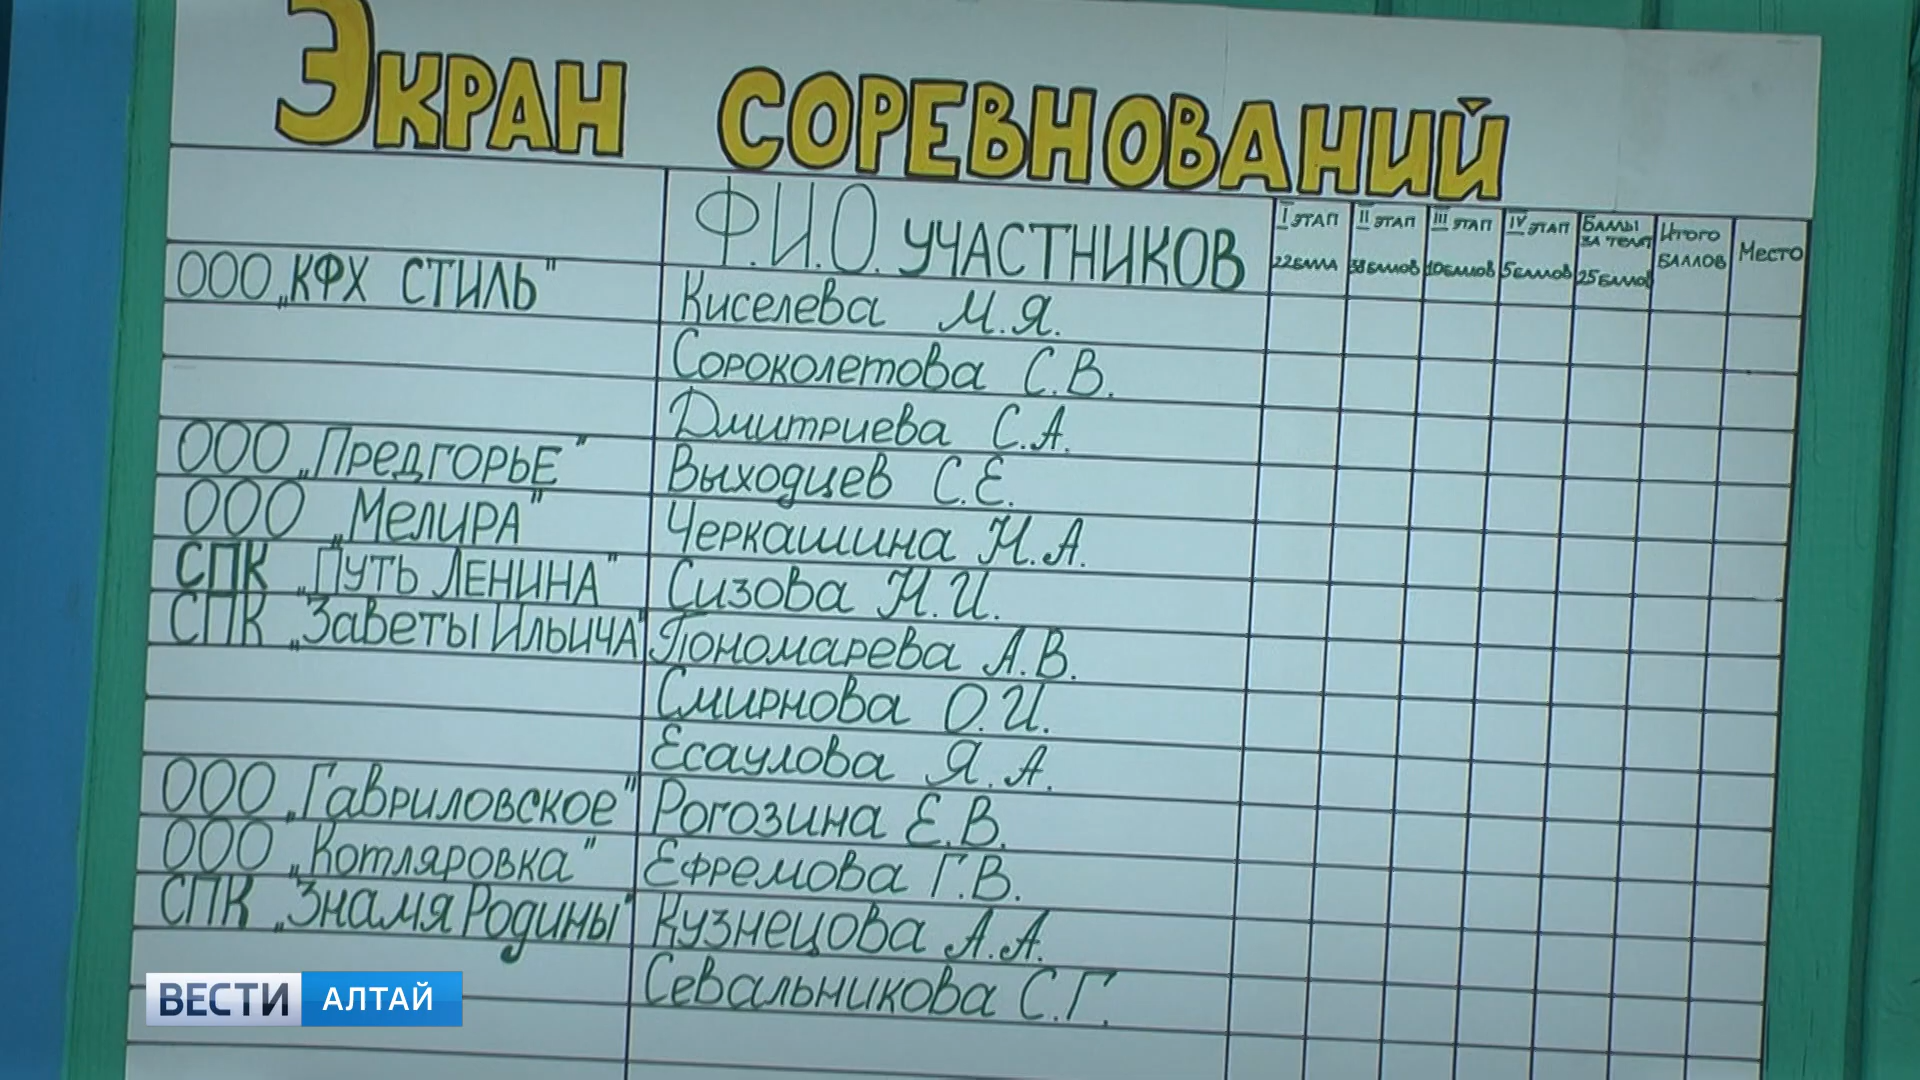 Экран соревнований
Ф.И.О. участников
I этап
22 балла
II этап
38 баллов
III этап
10 баллов
IV этап
5 баллов
Баллы
за
25 баллов
Итого
баллов
Место
ООО „КФХ СТИЛЬ" Киселева М.Я.
Сороколетова С.В.
Дмитриева С.А.
ООО „Предгорье" Выходцев С.Е.
ООО „Мелира" Черкашина Н.А.
СПК „Путь Ленина" Сизова Н.И.
СПК „Заветы Ильича" Пономарева А.В.
Смирнова О.И.
Есаулова Я.А.
ООО „Гавриловское" Рогозина Е.В.
ООО „Котляровка" Ефремова Г.В.
СПК „Знамя Родины" Кузнецова А.А.
Севальникова С.Г.
ВЕСТИ АЛТАЙ